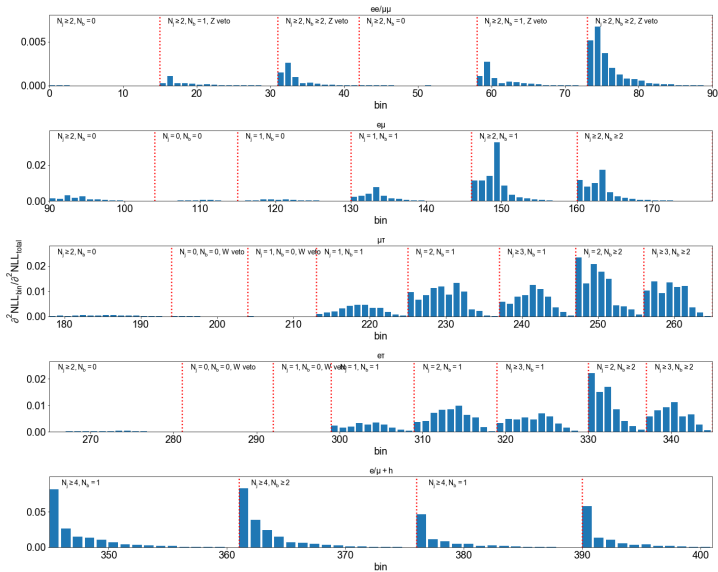 ee/μμ
N_j ≥ 2, N_b = 0
N_j ≥ 2, N_b = 1, Z veto
N_j ≥ 2, N_b ≥ 2, Z veto
N_j ≥ 2, N_b = 0
N_j ≥ 2, N_b = 1, Z veto
N_j ≥ 2, N_b ≥ 2, Z veto
0.005
0.000
0 10 20 30 40 50 60 70 80 90
bin
eμ
N_j ≥ 2, N_b = 0
N_j = 0, N_b = 0
N_j = 1, N_b = 0
N_j = 1, N_b = 1
N_j ≥ 2, N_b = 1
N_j ≥ 2, N_b ≥ 2
0.02
0.00
90 100 110 120 130 140 150 160 170
bin
μτ
N_j ≥ 2, N_b = 0
N_j = 0, N_b = 0, W veto
N_j = 1, N_b = 0, W veto
N_j = 1, N_b = 1
N_j = 2, N_b = 1
N_j ≥ 3, N_b = 1
N_j = 2, N_b ≥ 2
N_j ≥ 3, N_b ≥ 2
∂²NLL_bin/∂²NLL_total
0.02
0.01
0.00
180 190 200 210 220 230 240 250 260
bin
eτ
N_j ≥ 2, N_b = 0
N_j = 0, N_b = 0, W veto
N_j = 1, N_b = 0, W veto
N_j = 1, N_b = 1
N_j = 2, N_b = 1
N_j ≥ 3, N_b = 1
N_j = 2, N_b ≥ 2
N_j ≥ 3, N_b ≥ 2
0.02
0.01
0.00
270 280 290 300 310 320 330 340
bin
e/μ + h
N_j ≥ 4, N_b = 1
N_j ≥ 4, N_b ≥ 2
N_j ≥ 4, N_b = 1
0.05
0.00
350 360 370 380 390 400
bin